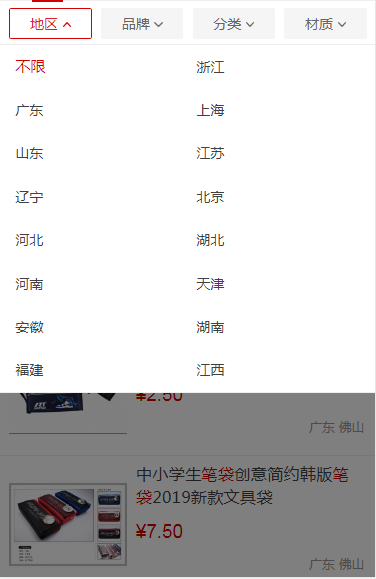 地区 品牌 分类 材质
不限 浙江
广东 上海
山东 江苏
辽宁 北京
河北 湖北
河南 天津
安徽 湖南
福建 江西
¥2.50
广东 佛山
中小学生笔袋创意简约韩版笔
袋2019新款文具袋
¥7.50
广东 佛山